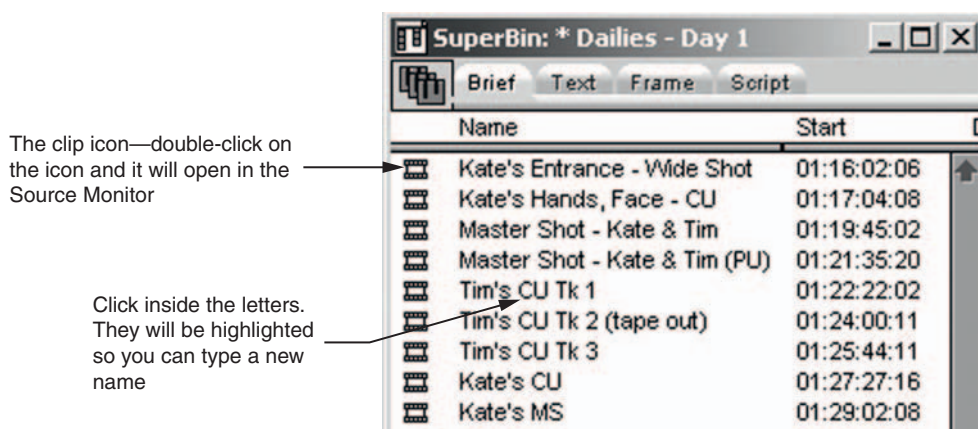 SuperBin: * Dailies - Day 1
Brief Text Frame Script
Name Start
The clip icon—double-click on
the icon and it will open in the
Source Monitor
Kate's Entrance - Wide Shot 01:16:02:06
Kate's Hands, Face - CU 01:17:04:08
Master Shot - Kate & Tim 01:19:45:02
Master Shot - Kate & Tim (PU) 01:21:35:20
Click inside the letters.
They will be highlighted
so you can type a new
name
Tim's CU Tk 1 01:22:22:02
Tim's CU Tk 2 (tape out) 01:24:00:11
Tim's CU Tk 3 01:25:44:11
Kate's CU 01:27:27:16
Kate's MS 01:29:02:08